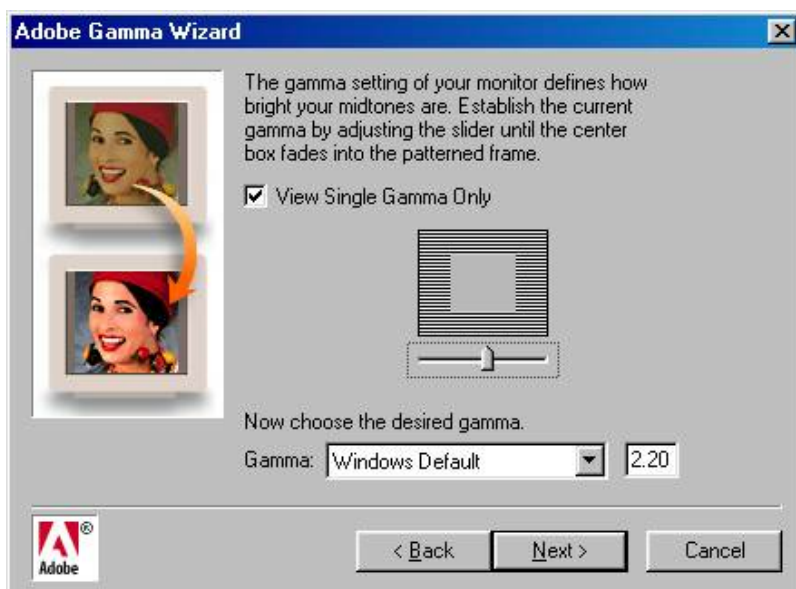 Adobe Gamma Wizard
The gamma setting of your monitor defines how
bright your midtones are. Establish the current
gamma by adjusting the slider until the center
box fades into the patterned frame.
View Single Gamma Only
Now choose the desired gamma.
Gamma: Windows Default 2.20
Adobe ®
< Back Next > Cancel